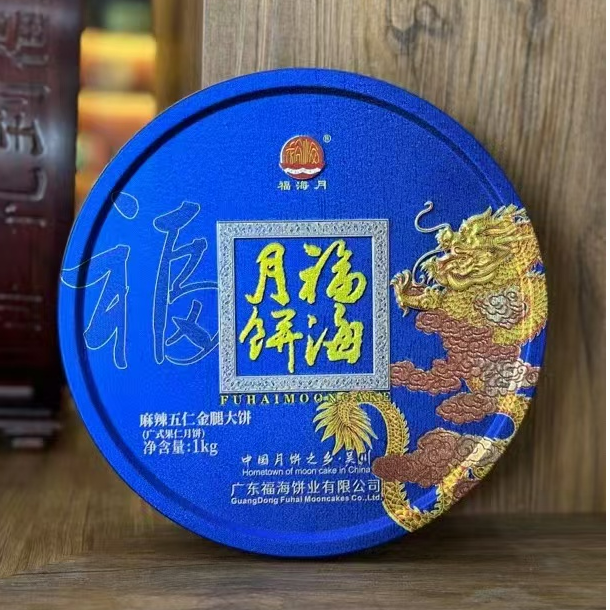 ®
福海月
福
福海
月饼
FUHAIMOONCAKE
麻辣五仁金腿大饼
(广式果仁月饼)
净含量:1kg
中国月饼之乡·吴川
Hometown of moon cake in China
广东福海饼业有限公司
GuangDong Fuhai Mooncakes Co.,Ltd.